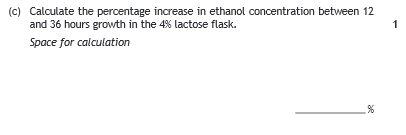 (c) Calculate the percentage increase in ethanol concentration between 12
and 36 hours growth in the 4% lactose flask. 1
Space for calculation
%